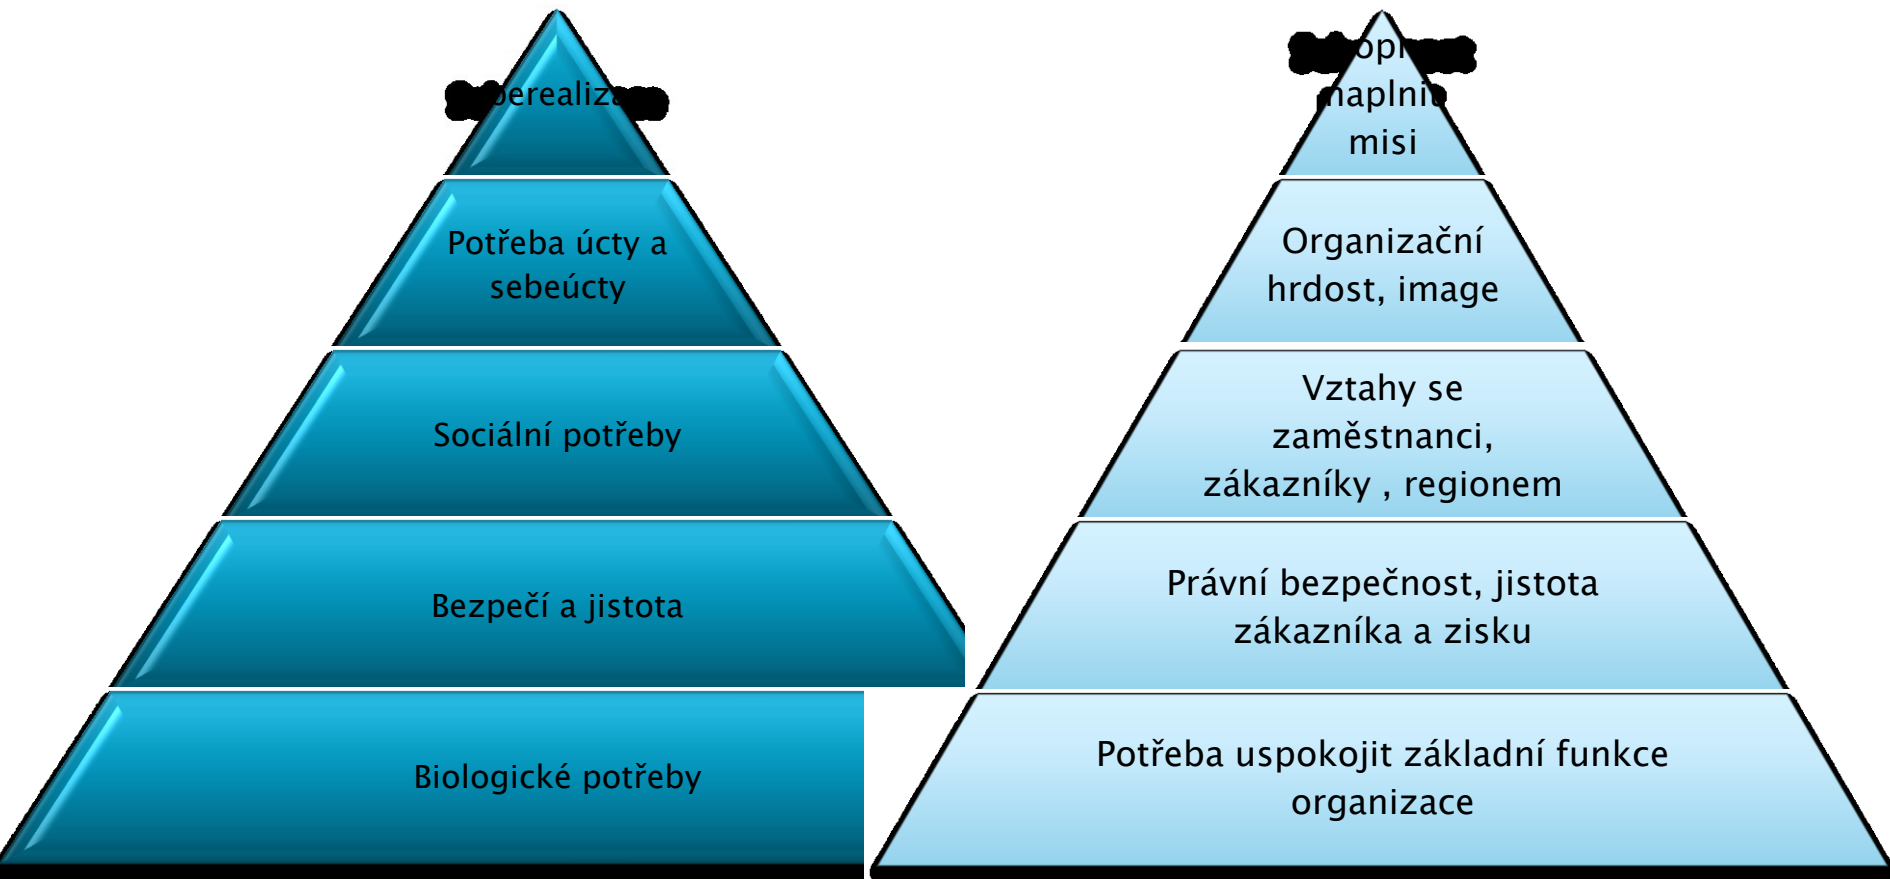 Potřeba úcty a
sebeúcty
Sociální potřeby
Bezpečí a jistota
Biologické potřeby
naplnit
misi
Organizační
hrdost, image
Vztahy se
zaměstnanci,
zákazníky , regionem
Právní bezpečnost, jistota
zákazníka a zisku
Potřeba uspokojit základní funkce
organizace